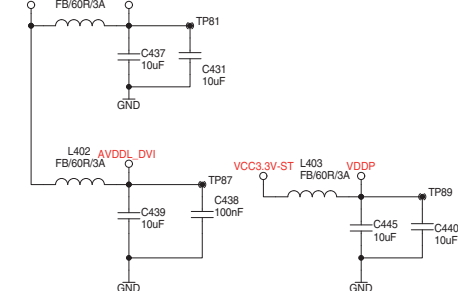 FB/60R/3A
TP81
C437
10uF
C431
10uF
GND
L402
FB/60R/3A
AVDDL_DVI
TP87
C438
100nF
C439
10uF
GND
VCC3.3V-ST
L403
FB/60R/3A
VDDP
TP89
C445
10uF
C440
10uF
GND